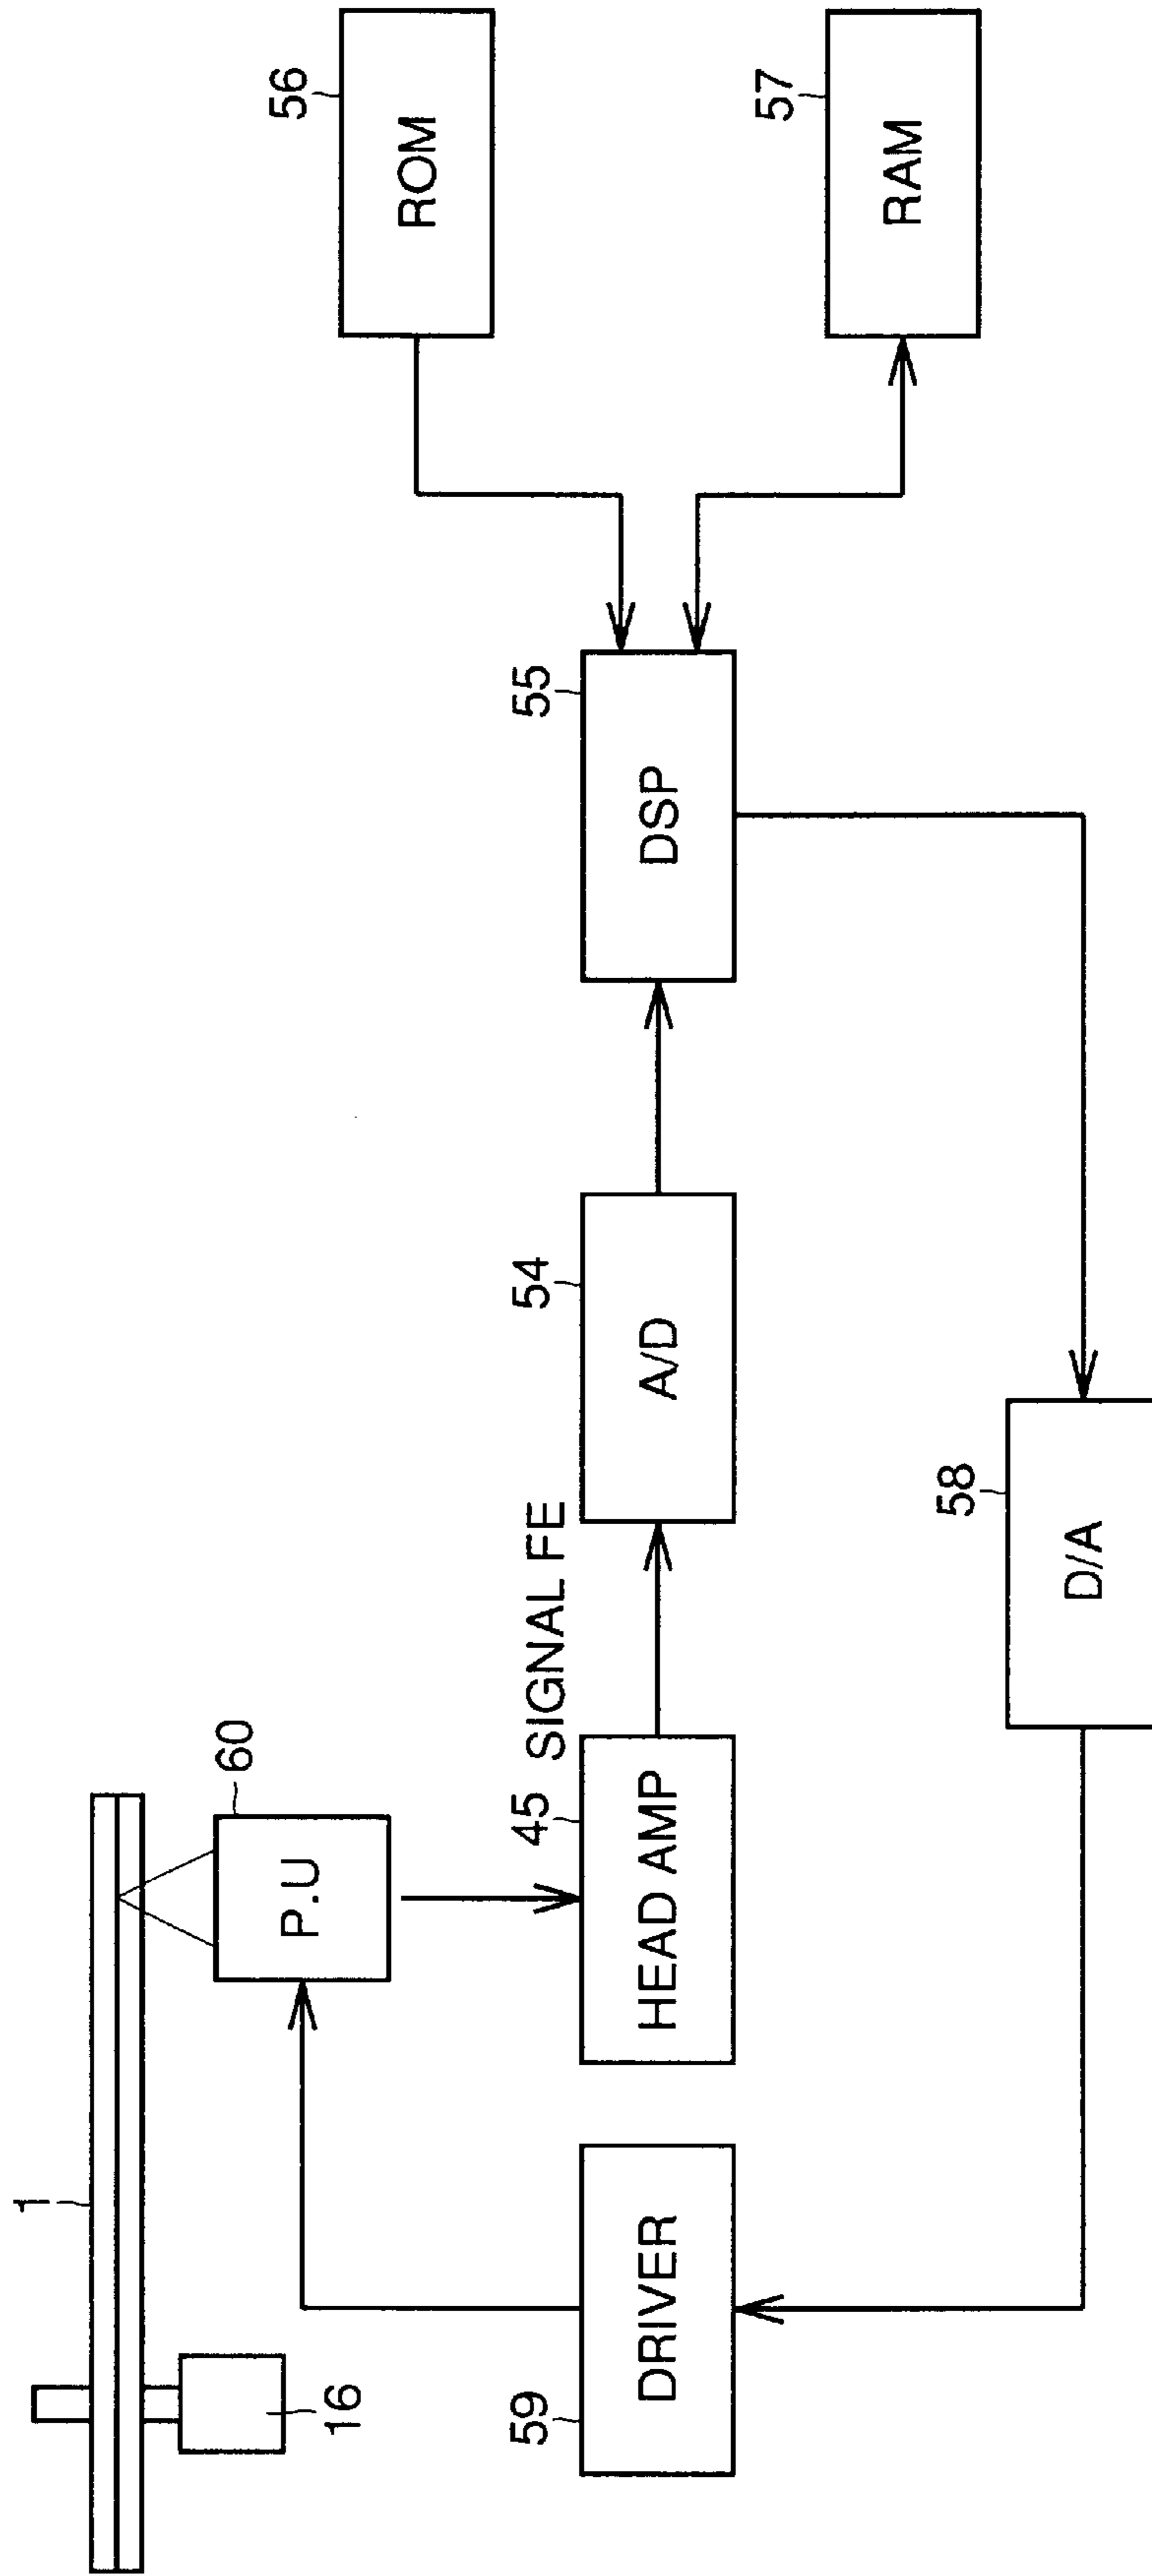 1
16
60
P.U
59
DRIVER
45
HEAD AMP
SIGNAL FE
54
A/D
55
DSP
56
ROM
57
RAM
58
D/A